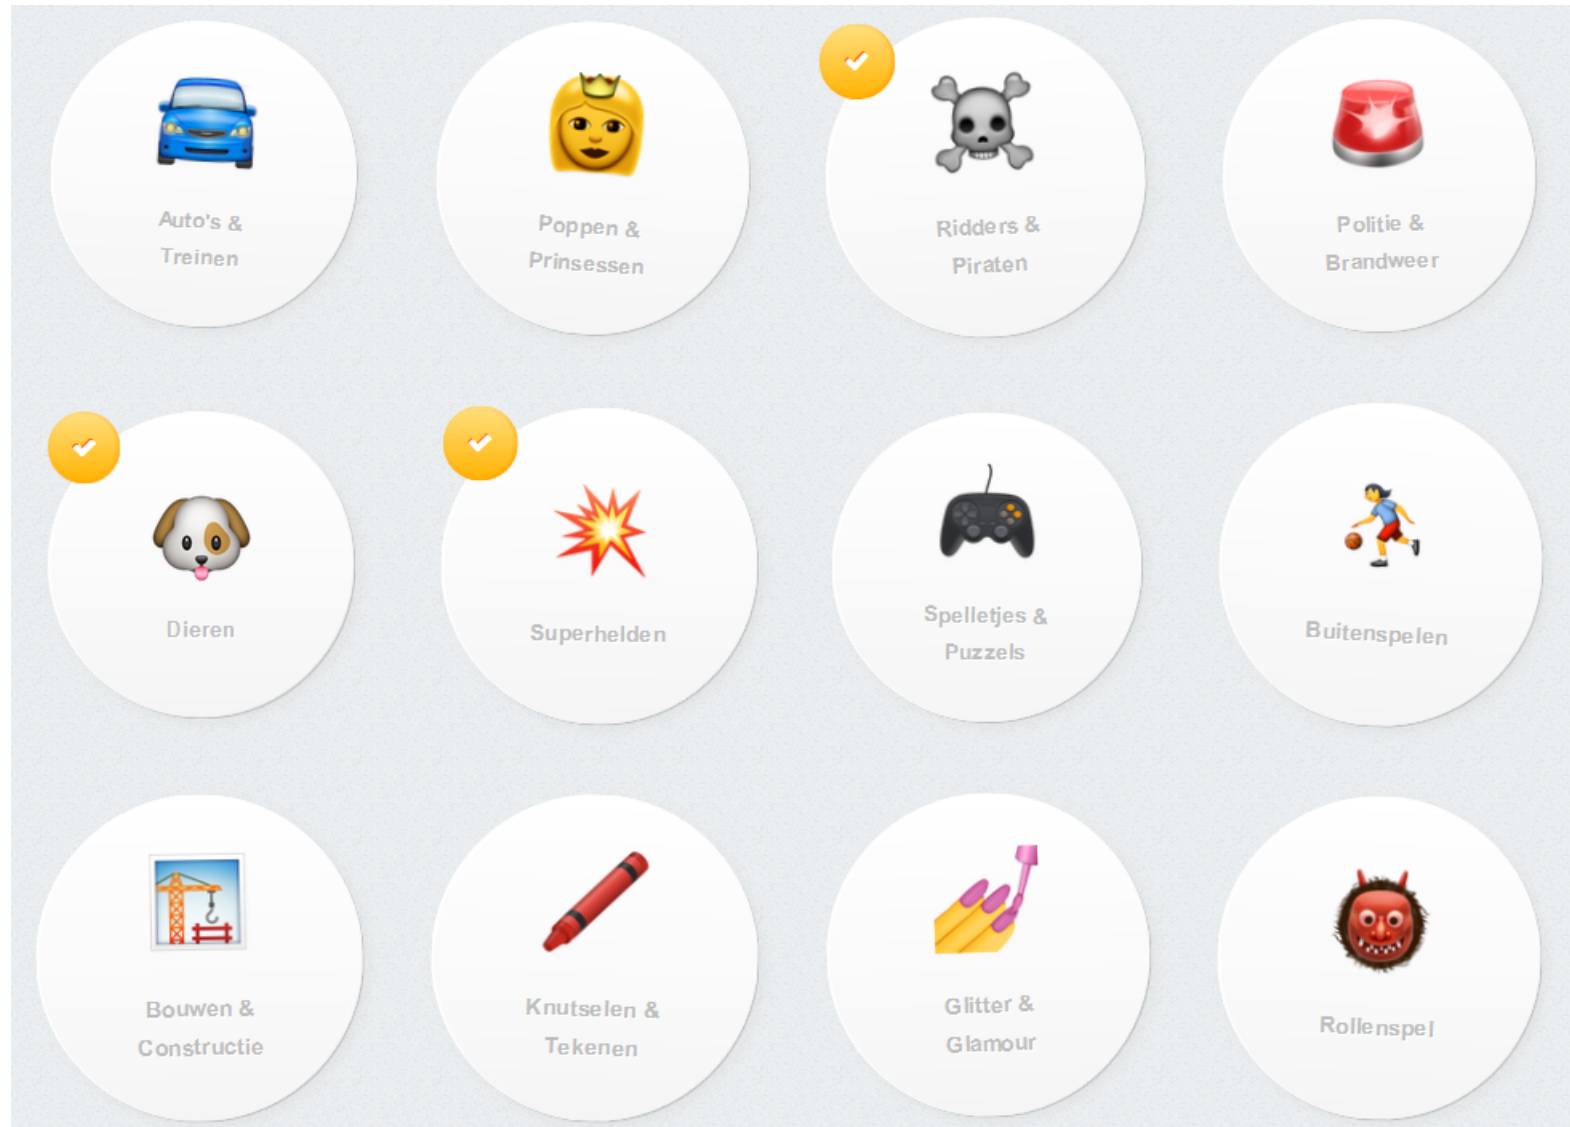 Auto's &
Treinen
Poppen &
Prinsessen
Ridders &
Piraten
Politie &
Brandweer
Dieren
Superhelden
Spelletjes &
Puzzels
Buitenspelen
Bouwen &
Constructie
Knutselen &
Tekenen
Glitter &
Glamour
Rollenspel